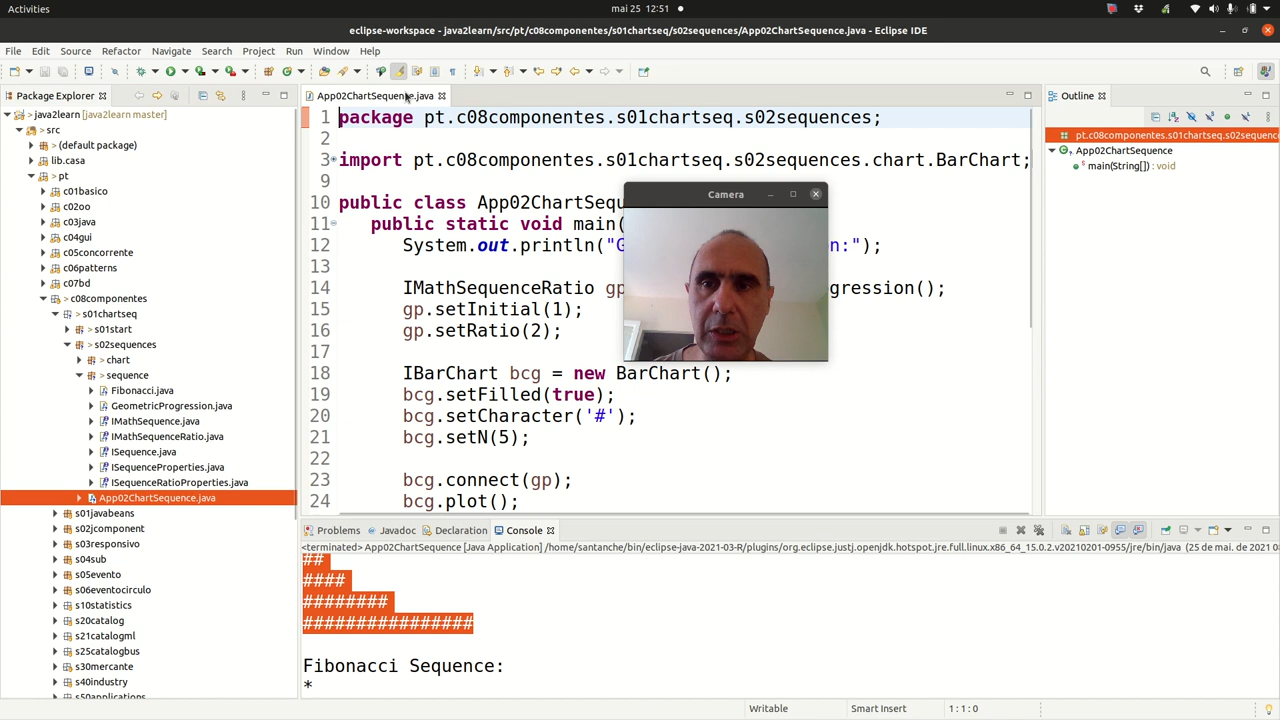 Activities
mai 25 12:51
eclipse-workspace - java2learn/src/pt/c08componentes/s01chartseq/s02sequences/App02ChartSequence.java - Eclipse IDE
File Edit Source Refactor Navigate Search Project Run Window Help
Package Explorer
App02ChartSequence.java
Outline
java2learn [java2learn master]
src
(default package)
lib.casa
pt
c01basico
c02oo
c03java
c04gui
c05concorrente
c06patterns
c07bd
c08componentes
s01chartseq
s01start
s02sequences
chart
sequence
Fibonacci.java
GeometricProgression.java
IMathSequence.java
IMathSequenceRatio.java
ISequence.java
ISequenceProperties.java
ISequenceRatioProperties.java
App02ChartSequence.java
s01javabeans
s02jcomponent
s03responsivo
s04sub
s05evento
s06eventocirculo
s10statistics
s20catalog
s21catalogml
s25catalogbus
s30mercante
s40industry
s50applications
1 package pt.c08componentes.s01chartseq.s02sequences;
2
3 import pt.c08componentes.s01chartseq.s02sequences.chart.BarChart;
9
10 public class App02ChartSequ
11 public static void main(
12 System.out.println("G on:");
13
14 IMathSequenceRatio gp gression();
15 gp.setInitial(1);
16 gp.setRatio(2);
17
18 IBarChart bcg = new BarChart();
19 bcg.setFilled(true);
20 bcg.setCharacter('#');
21 bcg.setN(5);
22
23 bcg.connect(gp);
24 bcg.plot();
Camera
pt.c08componentes.s01chartseq.s02sequence
App02ChartSequence
main(String[]) : void
Problems Javadoc Declaration Console
<terminated> App02ChartSequence [Java Application] /home/santanche/bin/eclipse-java-2021-03-R/plugins/org.eclipse.justj.openjdk.hotspot.jre.full.linux.x86_64_15.0.2.v20210201-0955/jre/bin/java (25 de mai. de 2021 0
##
####
########
################
Fibonacci Sequence:
*
Writable
Smart Insert
1 : 1 : 0